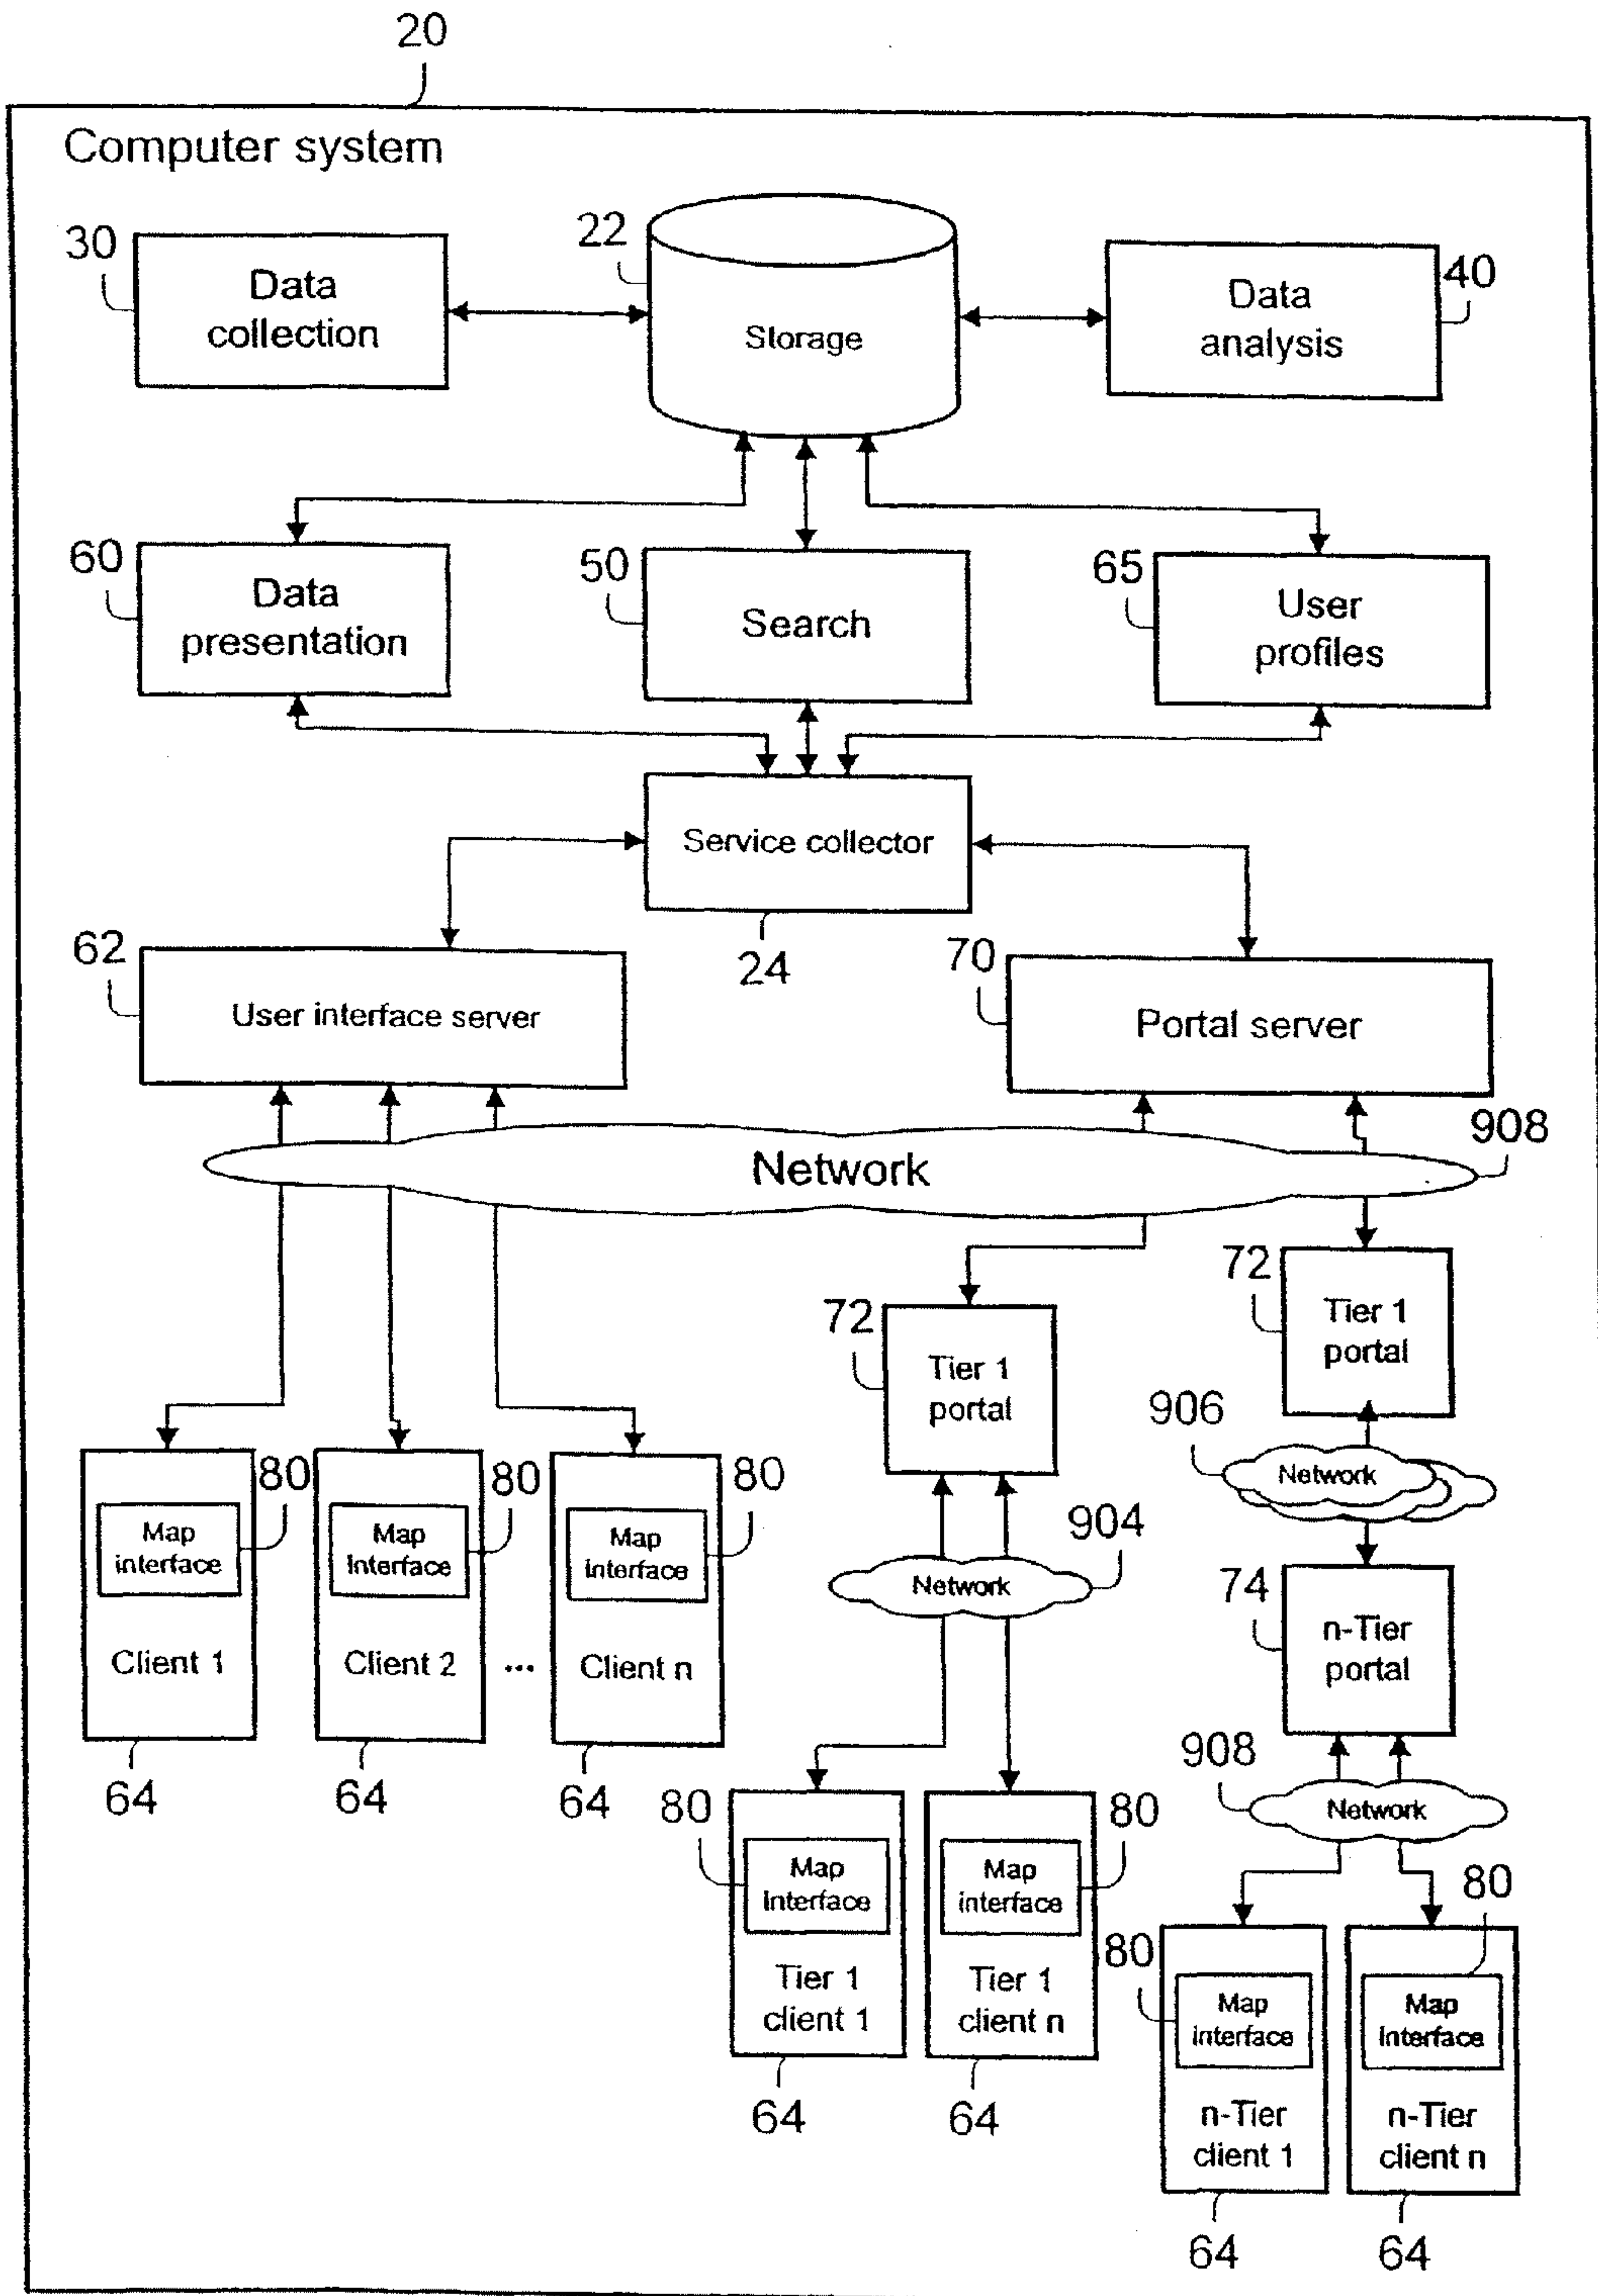 20
Computer system
30
Data
collection
22
Storage
Data
analysis
40
60
Data
presentation
50
Search
65
User
profiles
Service collector
24
62
User interface server
70
Portal server
Network
908
72
Tier 1
portal
72
Tier 1
portal
906
Network
80
Map
interface
Client 1
64
80
Map
Interface
Client 2
64
...
80
Map
interface
Client n
64
904
Network
74
n-Tier
portal
908
Network
80
Map
Interface
Tier 1
client 1
64
80
Map
interface
Tier 1
client n
64
80
Map
interface
n-Tier
client 1
64
80
Map
Interface
n-Tier
client n
64